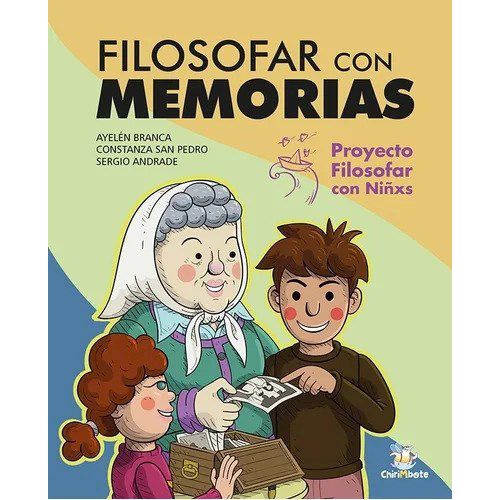 FILOSOFAR CON
MEMORIAS
AYELÉN BRANCA
CONSTANZA SAN PEDRO
SERGIO ANDRADE
Proyecto
Filosofar
con Niñxs
ChiriMbote